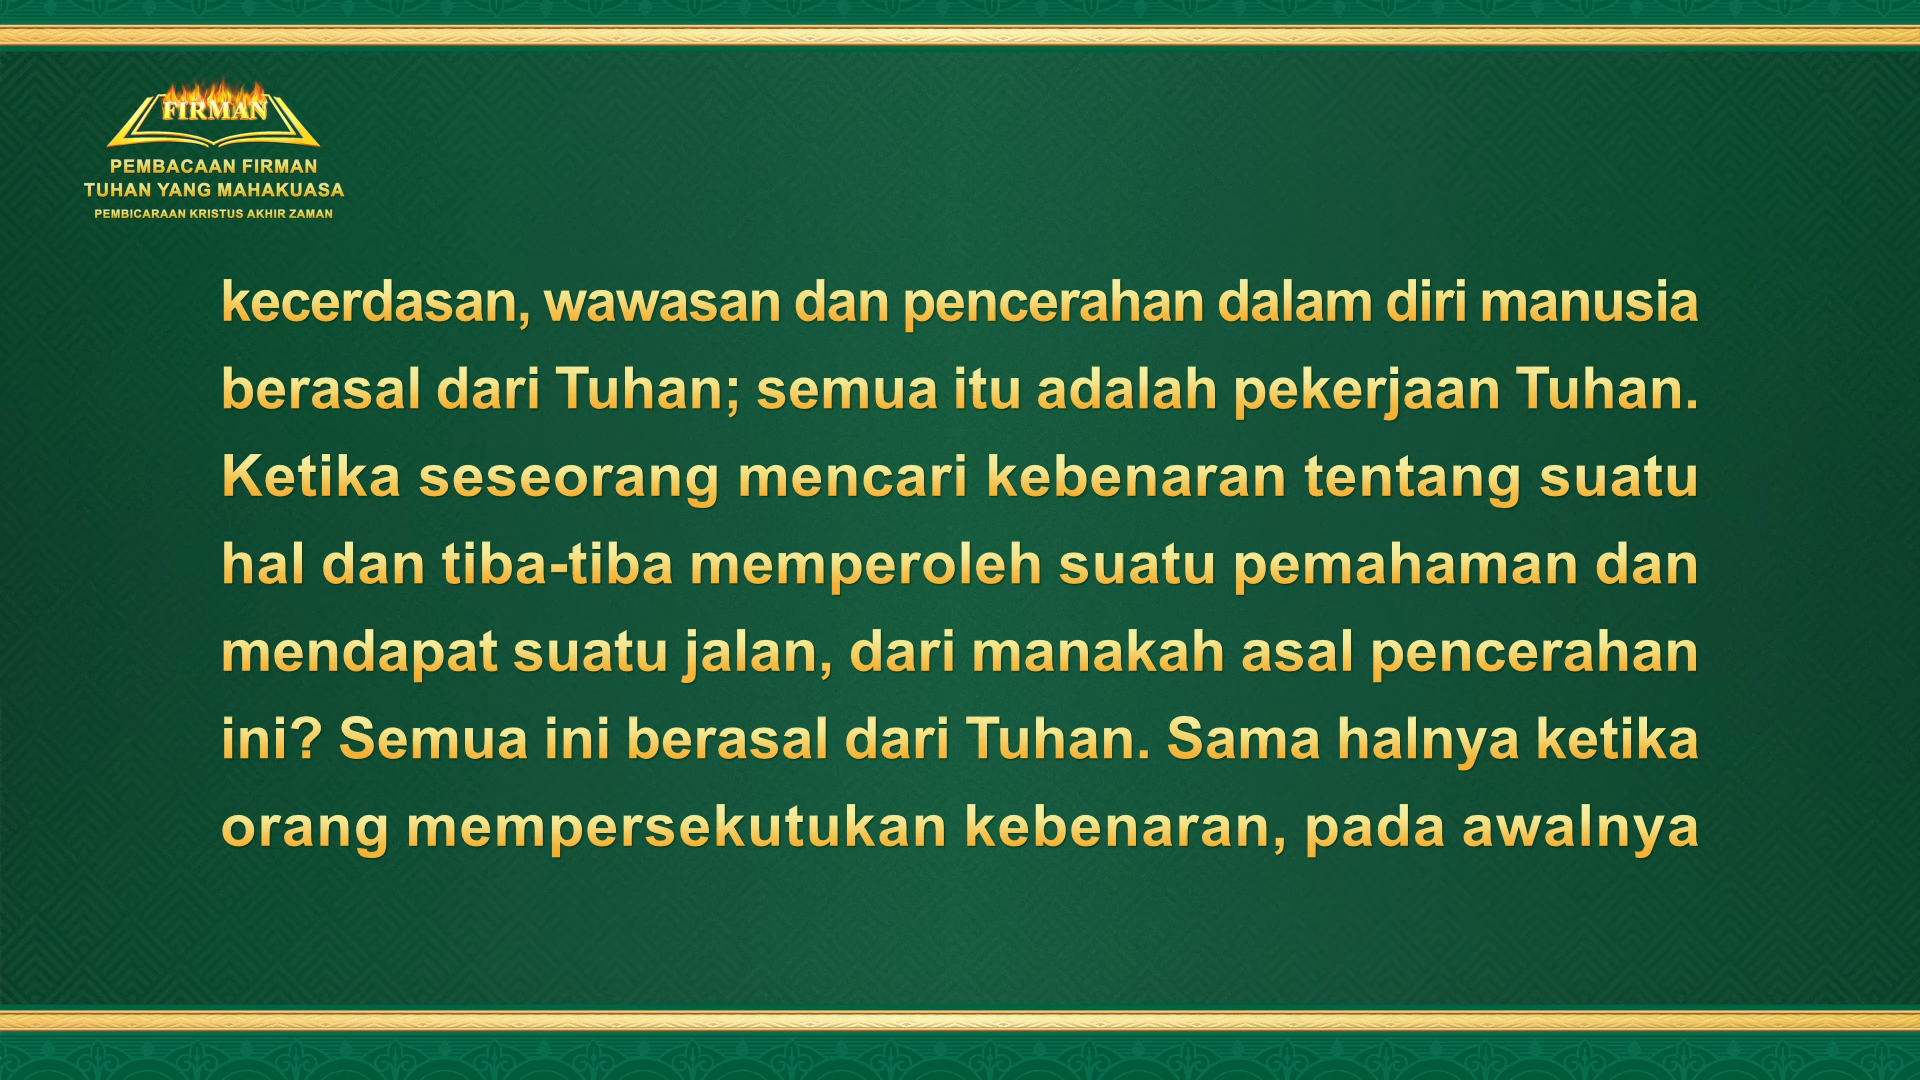 FIRMAN
PEMBACAAN FIRMAN
TUHAN YANG MAHAKUASA
PEMBICARAAN KRISTUS AKHIR ZAMAN
kecerdasan, wawasan dan pencerahan dalam diri manusia
berasal dari Tuhan; semua itu adalah pekerjaan Tuhan.
Ketika seseorang mencari kebenaran tentang suatu
hal dan tiba-tiba memperoleh suatu pemahaman dan
mendapat suatu jalan, dari manakah asal pencerahan
ini? Semua ini berasal dari Tuhan. Sama halnya ketika
orang mempersekutukan kebenaran, pada awalnya